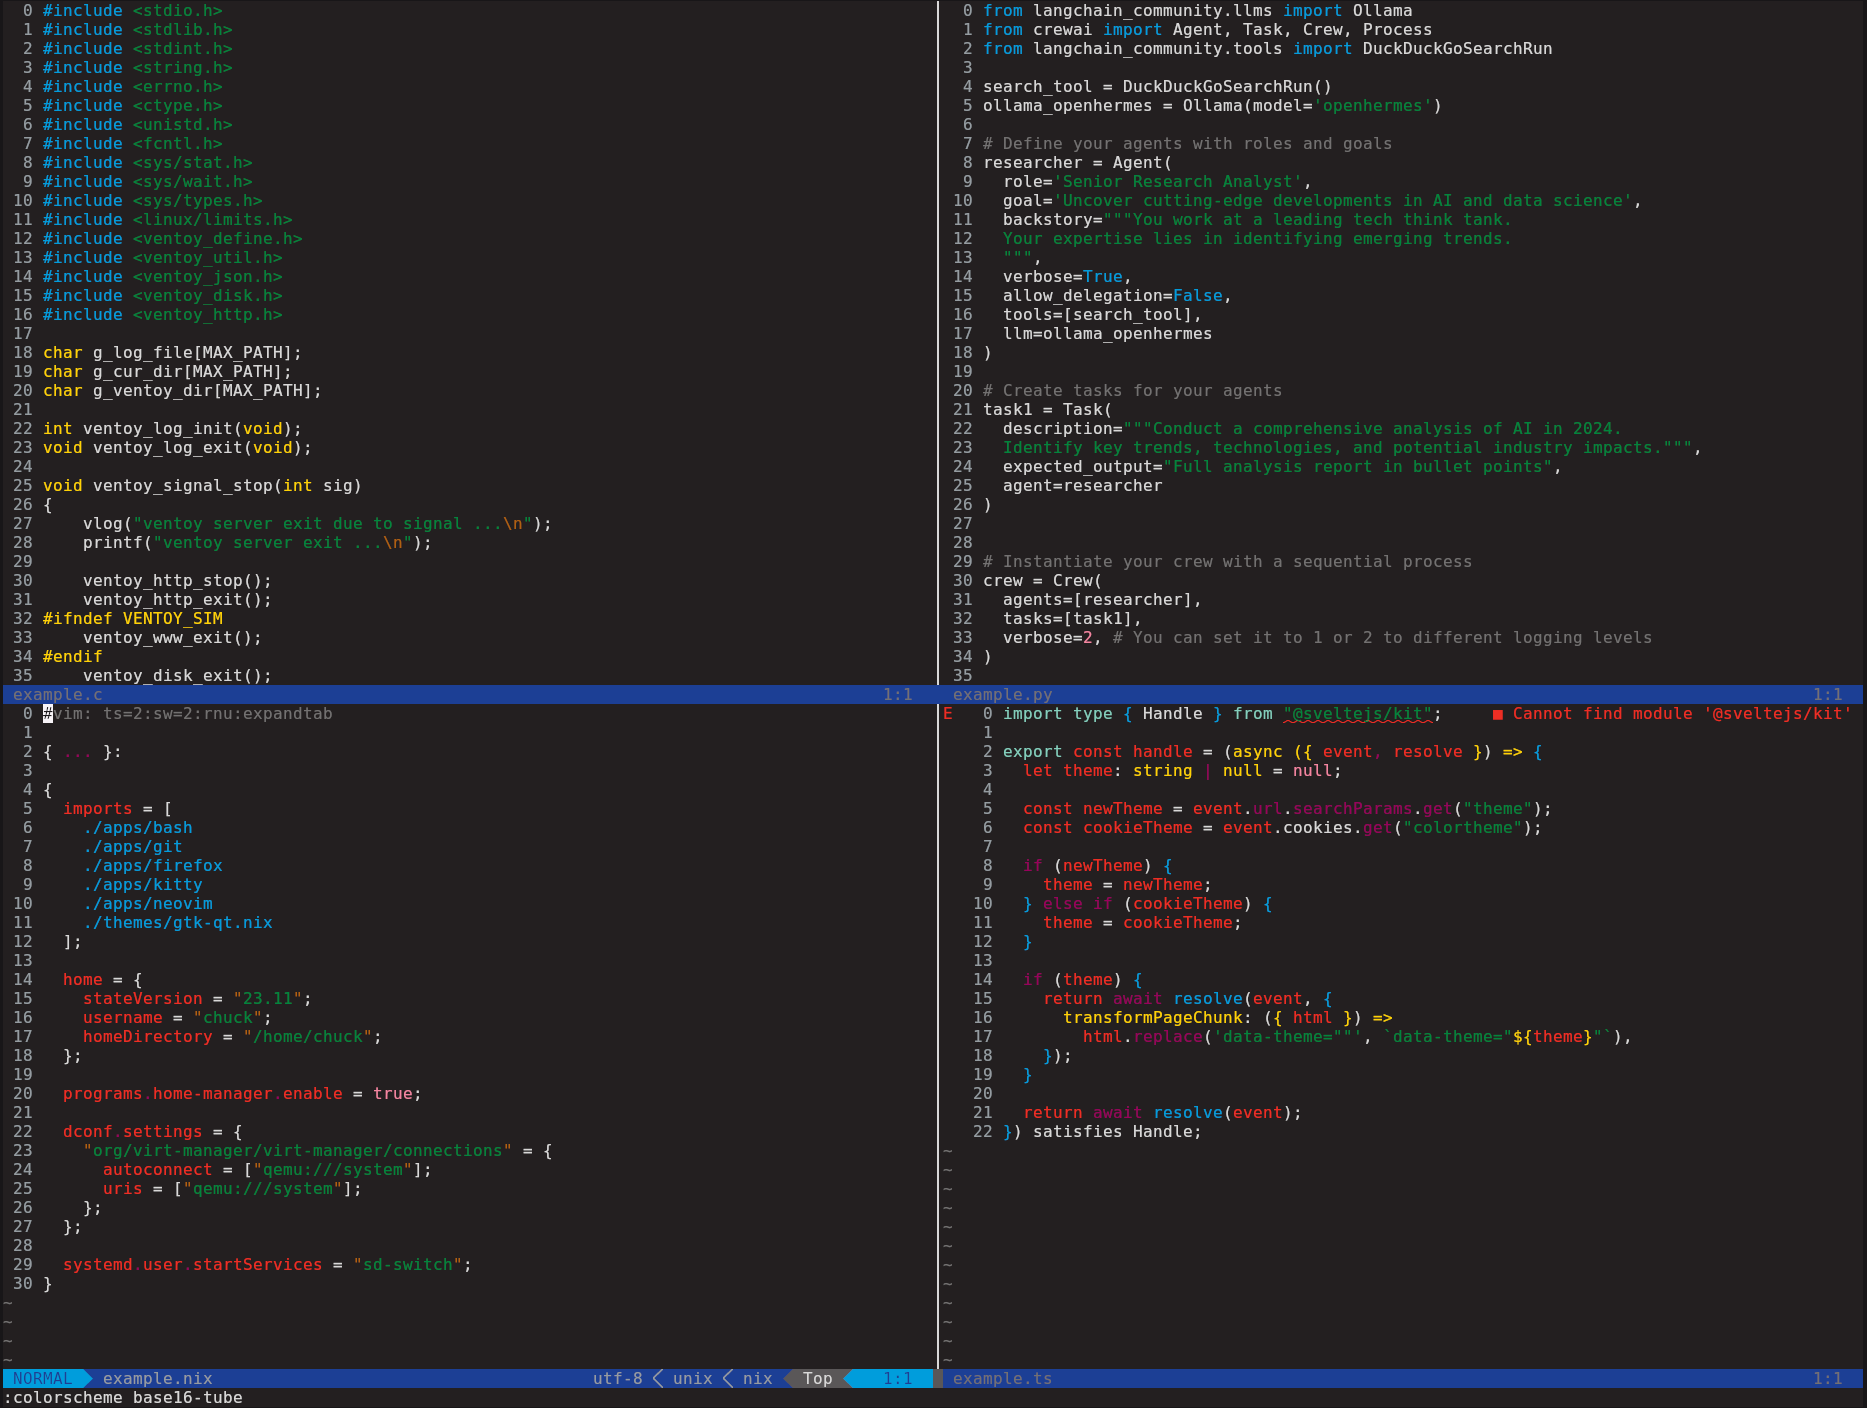 0 #include <stdio.h>
1 #include <stdlib.h>
2 #include <stdint.h>
3 #include <string.h>
4 #include <errno.h>
5 #include <ctype.h>
6 #include <unistd.h>
7 #include <fcntl.h>
8 #include <sys/stat.h>
9 #include <sys/wait.h>
10 #include <sys/types.h>
11 #include <linux/limits.h>
12 #include <ventoy_define.h>
13 #include <ventoy_util.h>
14 #include <ventoy_json.h>
15 #include <ventoy_disk.h>
16 #include <ventoy_http.h>
17
18 char g_log_file[MAX_PATH];
19 char g_cur_dir[MAX_PATH];
20 char g_ventoy_dir[MAX_PATH];
21
22 int ventoy_log_init(void);
23 void ventoy_log_exit(void);
24
25 void ventoy_signal_stop(int sig)
26 {
27     vlog("ventoy server exit due to signal ...\n");
28     printf("ventoy server exit ...\n");
29
30     ventoy_http_stop();
31     ventoy_http_exit();
32 #ifndef VENTOY_SIM
33     ventoy_www_exit();
34 #endif
35     ventoy_disk_exit();
example.c 1:1
0 from langchain_community.llms import Ollama
1 from crewai import Agent, Task, Crew, Process
2 from langchain_community.tools import DuckDuckGoSearchRun
3
4 search_tool = DuckDuckGoSearchRun()
5 ollama_openhermes = Ollama(model='openhermes')
6
7 # Define your agents with roles and goals
8 researcher = Agent(
9   role='Senior Research Analyst',
10   goal='Uncover cutting-edge developments in AI and data science',
11   backstory="""You work at a leading tech think tank.
12   Your expertise lies in identifying emerging trends.
13   """,
14   verbose=True,
15   allow_delegation=False,
16   tools=[search_tool],
17   llm=ollama_openhermes
18 )
19
20 # Create tasks for your agents
21 task1 = Task(
22   description="""Conduct a comprehensive analysis of AI in 2024.
23   Identify key trends, technologies, and potential industry impacts.""",
24   expected_output="Full analysis report in bullet points",
25   agent=researcher
26 )
27
28
29 # Instantiate your crew with a sequential process
30 crew = Crew(
31   agents=[researcher],
32   tasks=[task1],
33   verbose=2, # You can set it to 1 or 2 to different logging levels
34 )
35
example.py 1:1
0 #vim: ts=2:sw=2:rnu:expandtab
1
2 { ... }:
3
4 {
5   imports = [
6     ./apps/bash
7     ./apps/git
8     ./apps/firefox
9     ./apps/kitty
10     ./apps/neovim
11     ./themes/gtk-qt.nix
12   ];
13
14   home = {
15     stateVersion = "23.11";
16     username = "chuck";
17     homeDirectory = "/home/chuck";
18   };
19
20   programs.home-manager.enable = true;
21
22   dconf.settings = {
23     "org/virt-manager/virt-manager/connections" = {
24       autoconnect = ["qemu:///system"];
25       uris = ["qemu:///system"];
26     };
27   };
28
29   systemd.user.startServices = "sd-switch";
30 }
~
~
~
~
NORMAL example.nix utf-8 unix nix Top 1:1
E 0 import type { Handle } from "@sveltejs/kit"; ■ Cannot find module '@sveltejs/kit'
1
2 export const handle = (async ({ event, resolve }) => {
3   let theme: string | null = null;
4
5   const newTheme = event.url.searchParams.get("theme");
6   const cookieTheme = event.cookies.get("colortheme");
7
8   if (newTheme) {
9     theme = newTheme;
10   } else if (cookieTheme) {
11     theme = cookieTheme;
12   }
13
14   if (theme) {
15     return await resolve(event, {
16       transformPageChunk: ({ html }) =>
17         html.replace('data-theme=""', `data-theme="${theme}"`),
18     });
19   }
20
21   return await resolve(event);
22 }) satisfies Handle;
~
~
~
~
~
~
~
~
~
~
~
~
example.ts 1:1
:colorscheme base16-tube